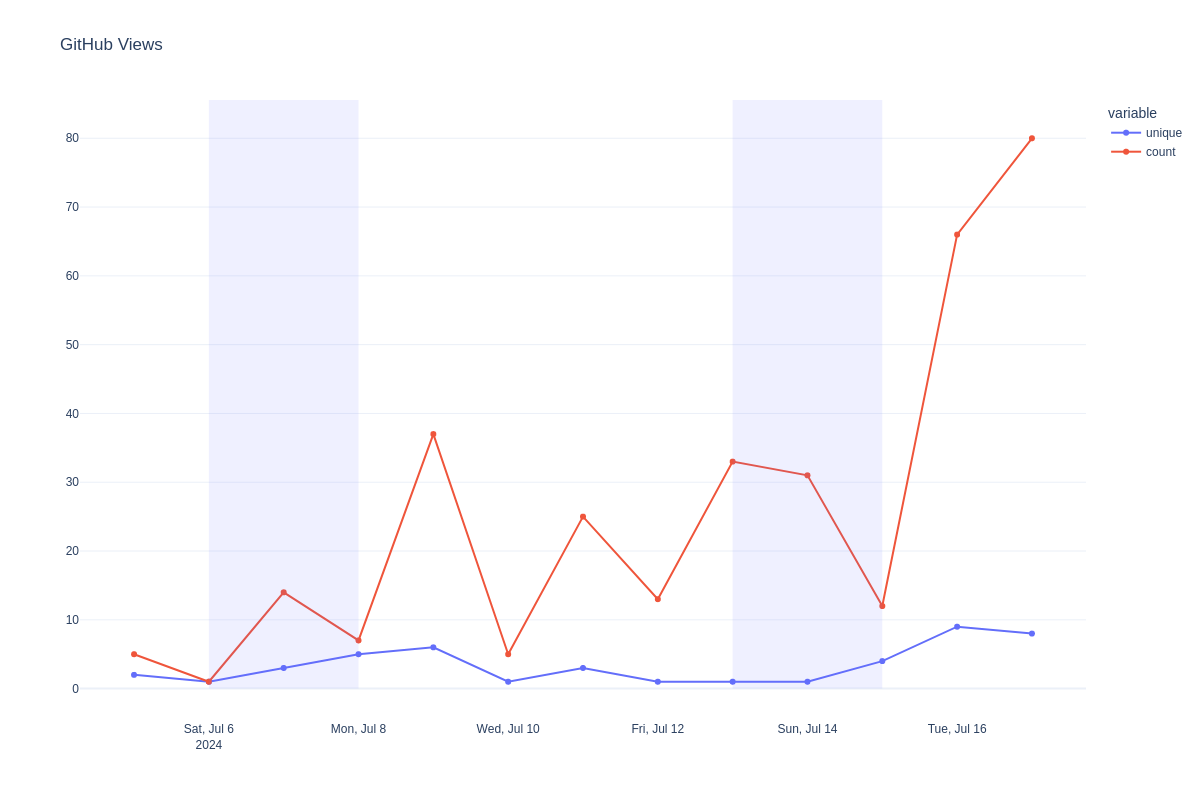 GitHub Views
variable
unique
count
80
70
60
50
40
30
20
10
0
Sat, Jul 6
2024
Mon, Jul 8
Wed, Jul 10
Fri, Jul 12
Sun, Jul 14
Tue, Jul 16